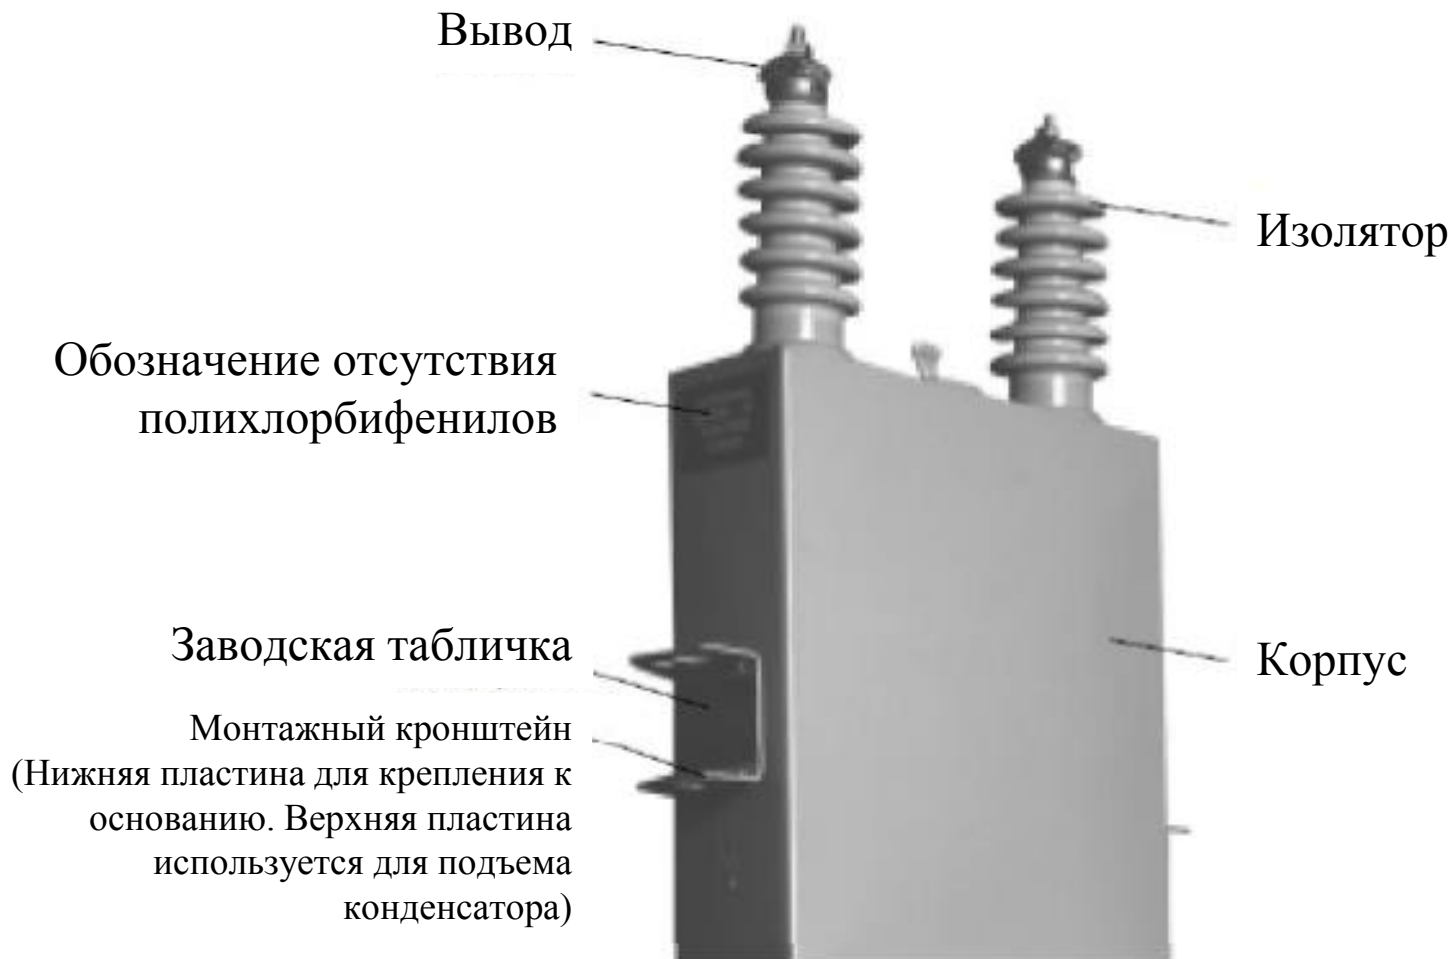 Вывод
Изолятор
Обозначение отсутствия
полихлорбифенилов
Заводская табличка
Корпус
Монтажный кронштейн
(Нижняя пластина для крепления к
основанию. Верхняя пластина
используется для подъема
конденсатора)